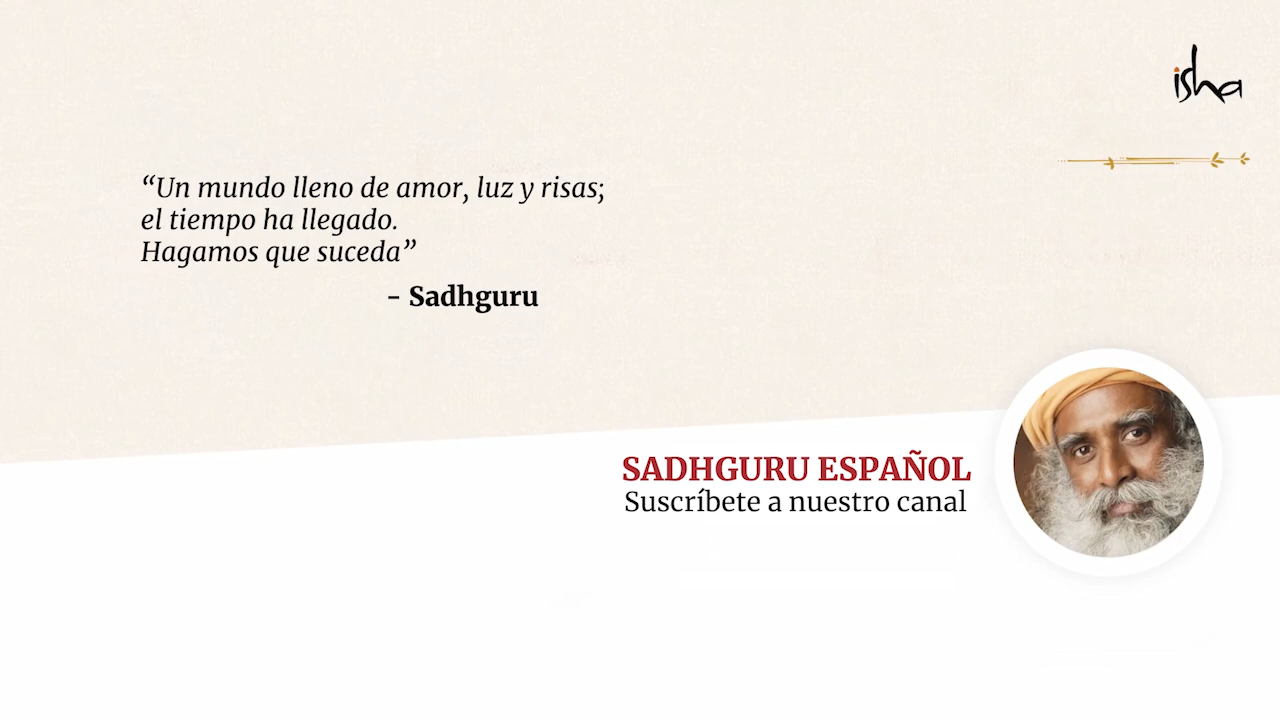 isha
“Un mundo lleno de amor, luz y risas;
el tiempo ha llegado.
Hagamos que suceda”
- Sadhguru
SADHGURU ESPAÑOL
Suscríbete a nuestro canal